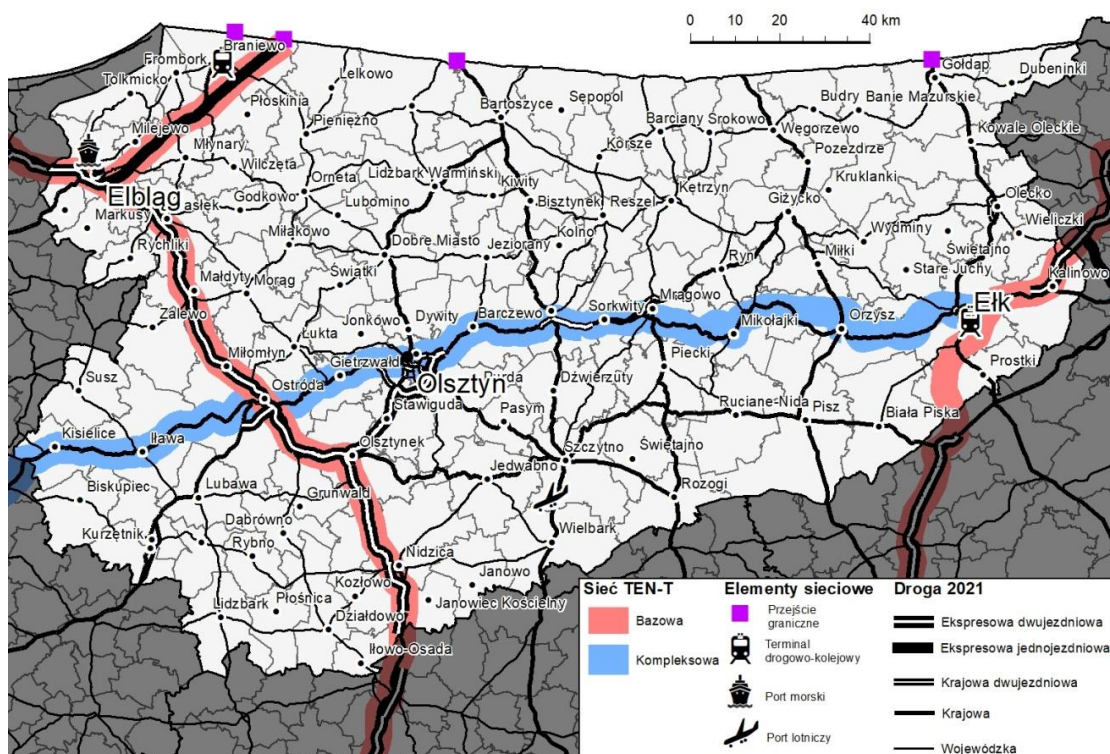 0 10 20 40 km
Braniewo
Frombork
Tolkmicko
Lelkowo
Gołdap
Dubeninki
Płoskinia
Bartoszyce
Sępopol
Budry
Banie Mazurskie
Milejewo
Pieniężno
Barciany
Srokowo
Węgorzewo
Kowale Oleckie
Młynary
Korsze
Pozezdrze
Wilczęta
Orneta
Lidzbark Warmiński
Kiwity
Kętrzyn
Kruklanki
Olecko
Elbląg
asłęk
Godkowo
Lubomino
Bisztynek
Reszel
Giżycko
Wieliczki
Markusy
Miłakowo
Dobre Miasto
Jeziorany
Kolno
Wydminy
Świętajno
Rychliki
Miłki
Ryn
Stare Juchy
Kalinowo
Małdyty
Morąg
Świątki
Ełk
Zalewo
Jonkowo
Dywity
Barczewo
Sorkwity
Mrągowo
Mikołajki
Orzysz
Łukta
Miłomłyn
Gietrzwałd
Piecki
Prostki
Susz
Ostróda
Olsztyn
rda
Dźwierzuty
Stawiguda
Pasym
Ruciane-Nida
Pisz
Biała Piska
Kisielice
Iława
Olsztynek
Szczytno
Świętajno
Jedwabno
Biskupiec
Lubawa
Grunwald
Rozogi
Kurzętnik
Dąbrówno
Wielbark
Rybno
Nidzica
Janowo
Kozłowo
Lidzbark
Płośnica
Janowiec Kościelny
Działdowo
Iłowo-Osada
Sieć TEN-T
Bazowa
Kompleksowa
Elementy sieciowe
Przejście
graniczne
Terminal
drogowo-kolejowy
Port morski
Port lotniczy
Droga 2021
Ekspresowa dwujezdniowa
Ekspresowa jednojezdniowa
Krajowa dwujezdniowa
Krajowa
Wojewódzka